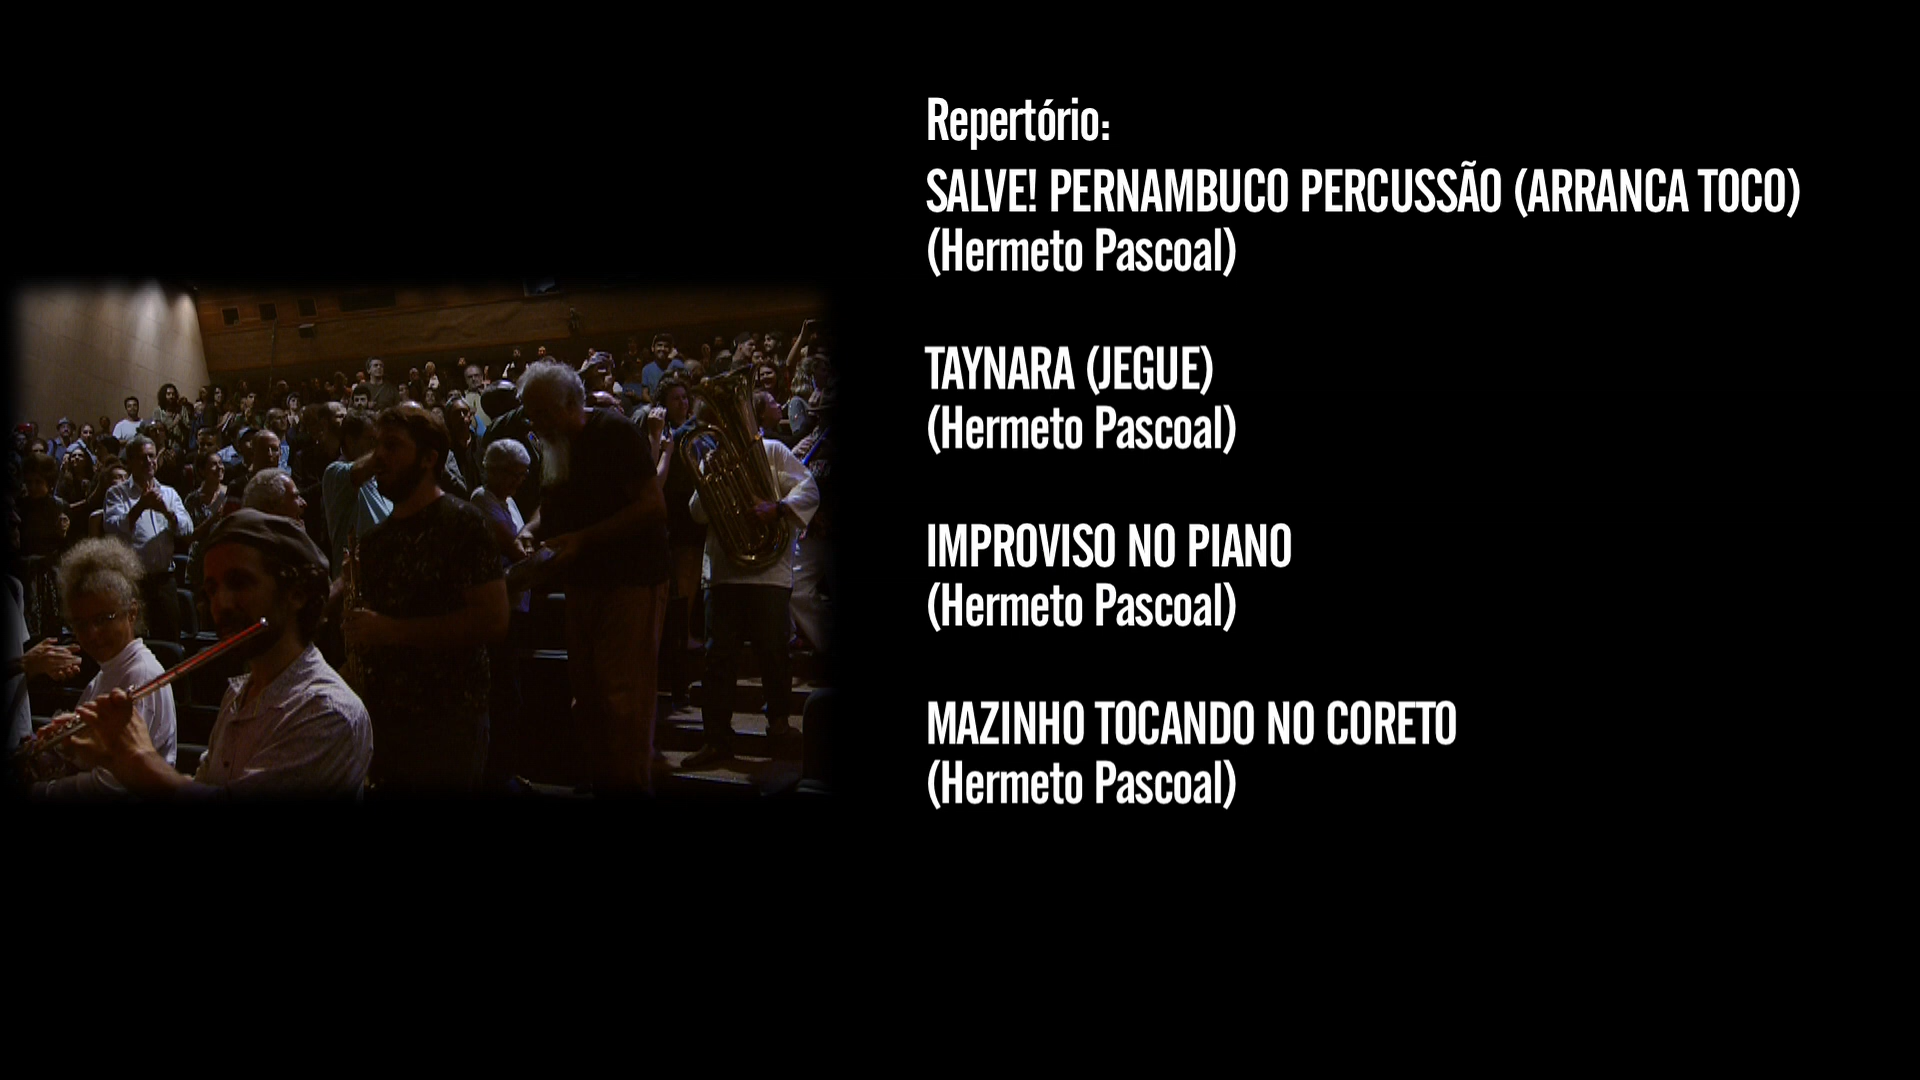 Repertório:
SALVE! PERNAMBUCO PERCUSSÃO (ARRANCA TOCO)
(Hermeto Pascoal)
TAYNARA (JEGUE)
(Hermeto Pascoal)
IMPROVISO NO PIANO
(Hermeto Pascoal)
MAZINHO TOCANDO NO CORETO
(Hermeto Pascoal)